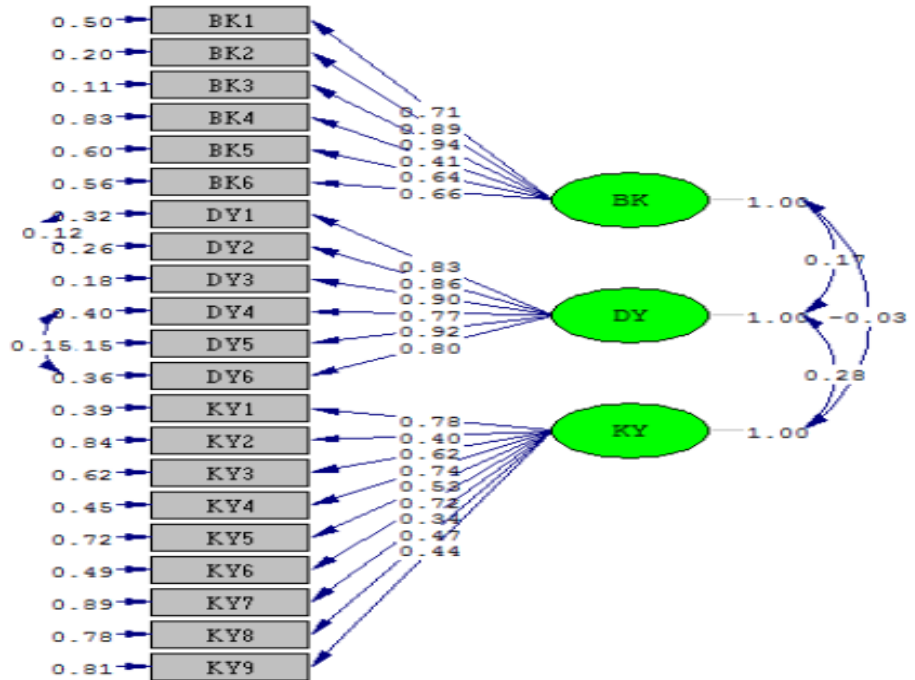 0.50 BK1
0.20 BK2
0.11 BK3
0.83 BK4
0.60 BK5
0.56 BK6
0.32 DY1
0.12
0.26 DY2
0.18 DY3
0.40 DY4
0.15 .15 DY5
0.36 DY6
0.39 KY1
0.84 KY2
0.62 KY3
0.45 KY4
0.72 KY5
0.49 KY6
0.89 KY7
0.78 KY8
0.81 KY9
0.71
0.89
0.94
0.41
0.64
0.66
0.83
0.86
0.90
0.77
0.92
0.80
0.78
0.40
0.62
0.74
0.53
0.72
0.34
0.47
0.44
BK 1.00
DY 1.00
KY 1.00
0.17
-0.03
0.28